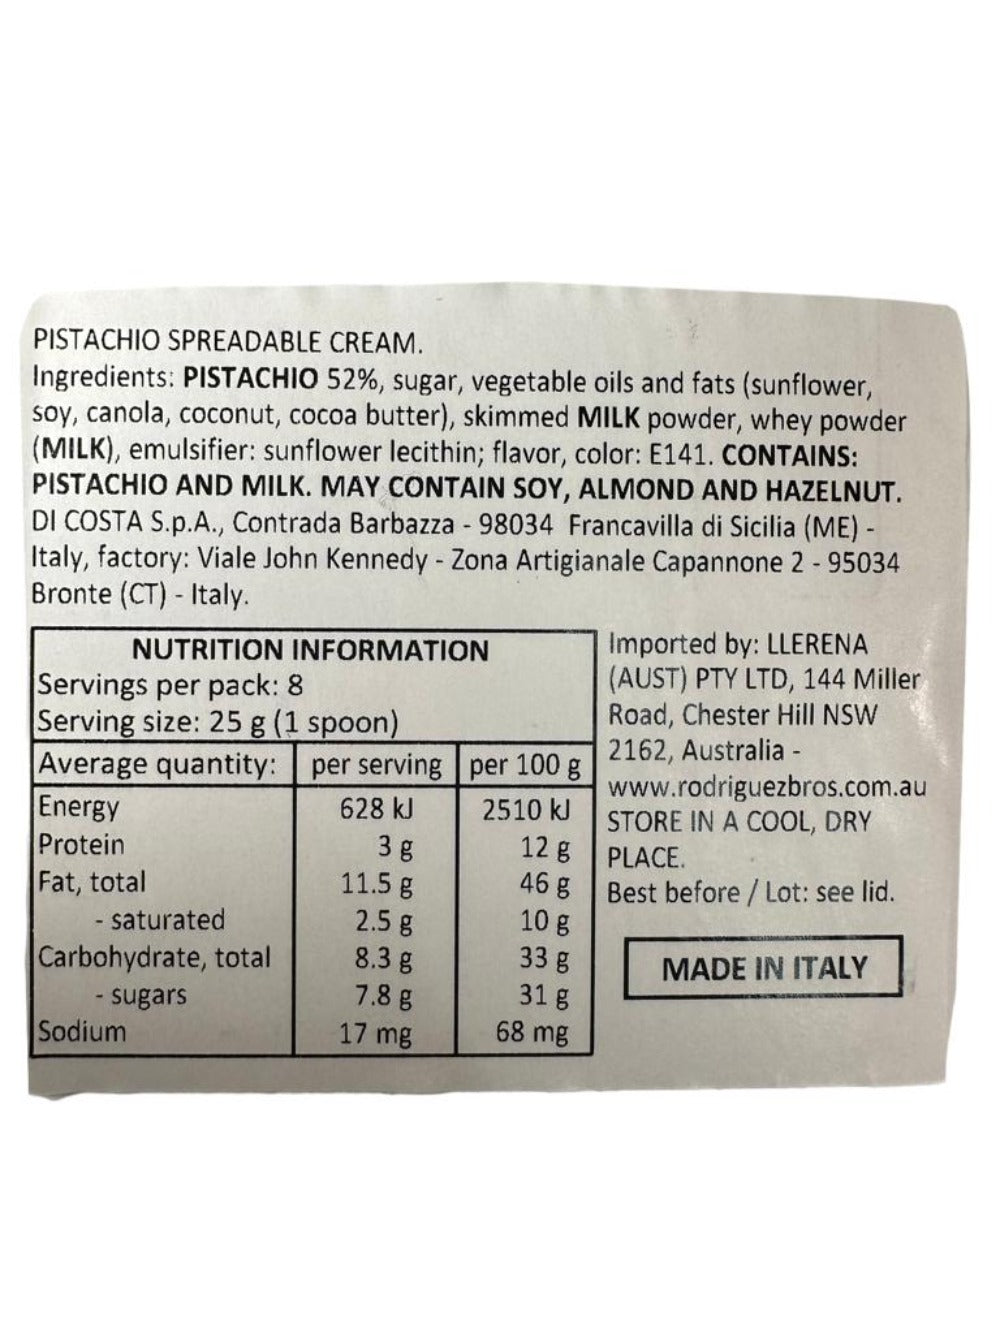 PISTACHIO SPREADABLE CREAM.
Ingredients: PISTACHIO 52%, sugar, vegetable oils and fats (sunflower,
soy, canola, coconut, cocoa butter), skimmed MILK powder, whey powder
(MILK), emulsifier: sunflower lecithin; flavor, color: E141. CONTAINS:
PISTACHIO AND MILK. MAY CONTAIN SOY, ALMOND AND HAZELNUT.
DI COSTA S.p.A., Contrada Barbazza - 98034 Francavilla di Sicilia (ME) -
Italy, factory: Viale John Kennedy - Zona Artigianale Capannone 2 - 95034
Bronte (CT) - Italy.
NUTRITION INFORMATION
Servings per pack: 8
Serving size: 25 g (1 spoon)
Average quantity: per serving per 100 g
Energy 628 kJ 2510 kJ
Protein 3 g 12 g
Fat, total 11.5 g 46 g
- saturated 2.5 g 10 g
Carbohydrate, total 8.3 g 33 g
- sugars 7.8 g 31 g
Sodium 17 mg 68 mg
Imported by: LLERENA
(AUST) PTY LTD, 144 Miller
Road, Chester Hill NSW
2162, Australia -
www.rodriguezbros.com.au
STORE IN A COOL, DRY
PLACE.
Best before / Lot: see lid.
MADE IN ITALY